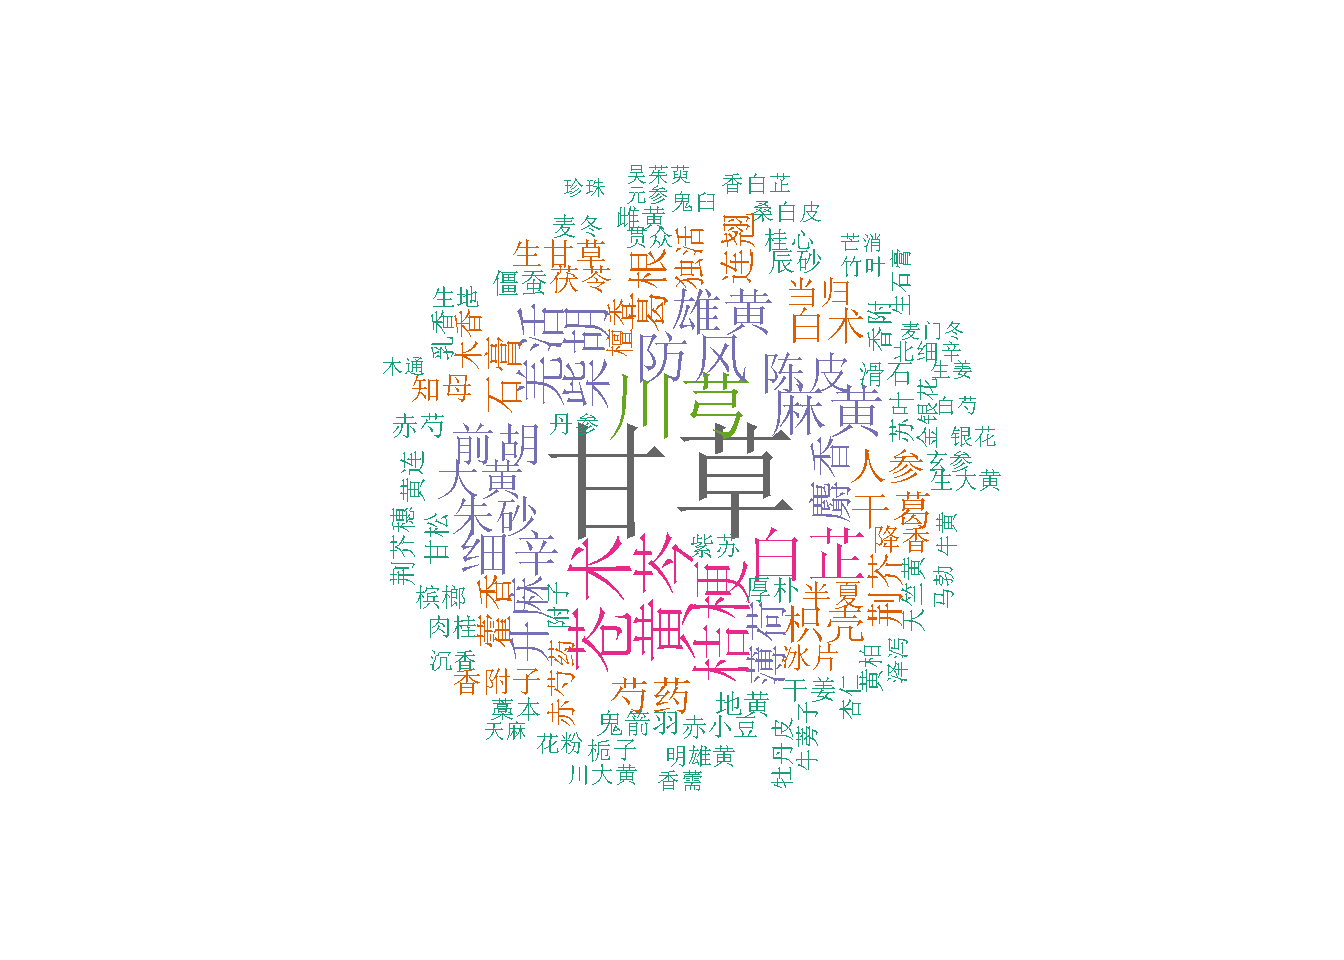 吴茱萸
珍珠
元参
鬼臼
香白芷
雌黄
桑白皮
麦冬
贯众
独活
连翘
桂心
辰砂
竹叶
芒消
生石膏
生甘草
葛根
僵蚕
茯苓
生地
乳香
木香
檀香
羌活
柴胡
雄黄
当归
白术
香附
麦门冬
北细辛
木通
石膏
防风
陈皮
滑石
生姜
知母
川芎
麻黄
苏叶
金银花
白芍
赤芍
丹参
银花
前胡
甘草
麝香
人参
玄参
黄连
大黄
生大黄
荆芥穗
甘松
朱砂
干葛
降香
牛黄
细辛
苍术
黄芩
紫苏
白芷
桔梗
荆芥
天竺黄
马勃
槟榔
藿香
升麻
附子
厚朴
半夏
肉桂
薄荷
枳壳
沉香
冰片
黄柏
泽泻
香附子
赤芍药
芍药
地黄
干姜
杏仁
藁本
天麻
鬼箭羽
赤小豆
花粉
栀子
明雄黄
牡丹皮
牛蒡子
川大黄
香薷